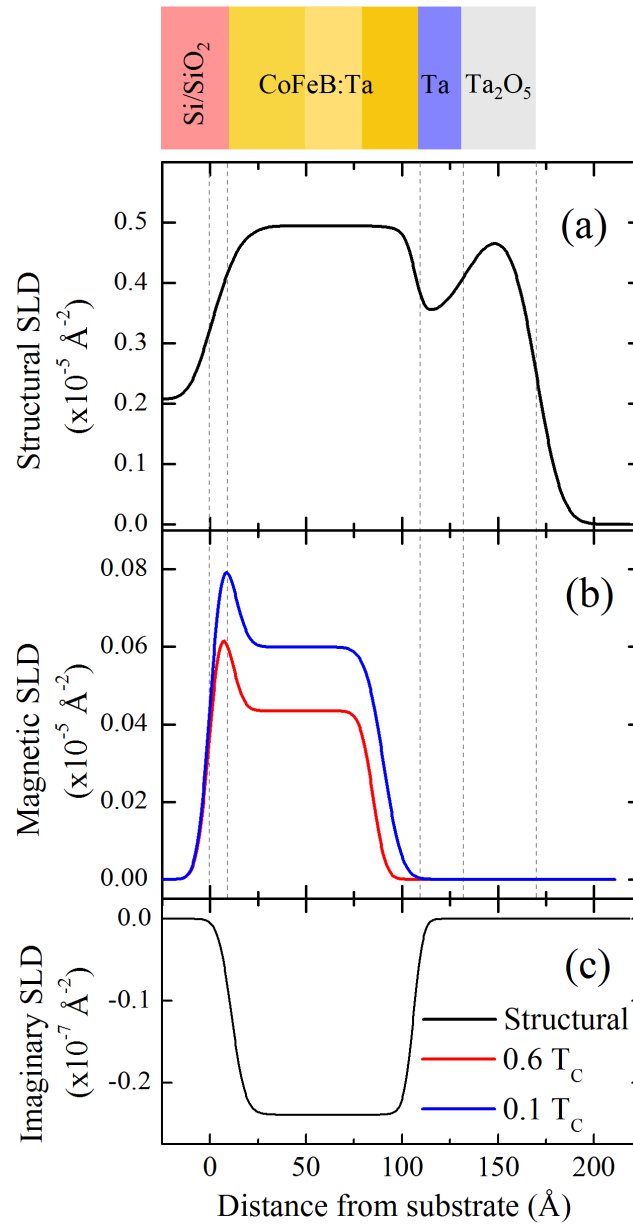 Si/SiO2
CoFeB:Ta
Ta
Ta2O5
(a)
Structural SLD
(x10-5 Å-2)
0.5
0.4
0.3
0.2
0.1
0.0
(b)
Magnetic SLD
(x10-5 Å-2)
0.08
0.06
0.04
0.02
0.00
(c)
Imaginary SLD
(x10-7 Å-2)
0.0
-0.1
-0.2
Structural
0.6 TC
0.1 TC
0 50 100 150 200
Distance from substrate (Å)